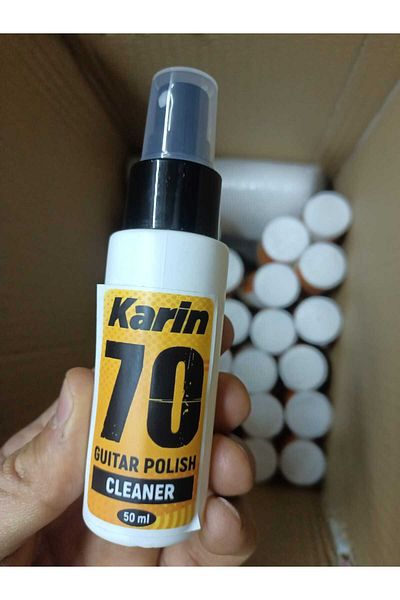 Karin
70
GUITAR POLISH
CLEANER
50 ml